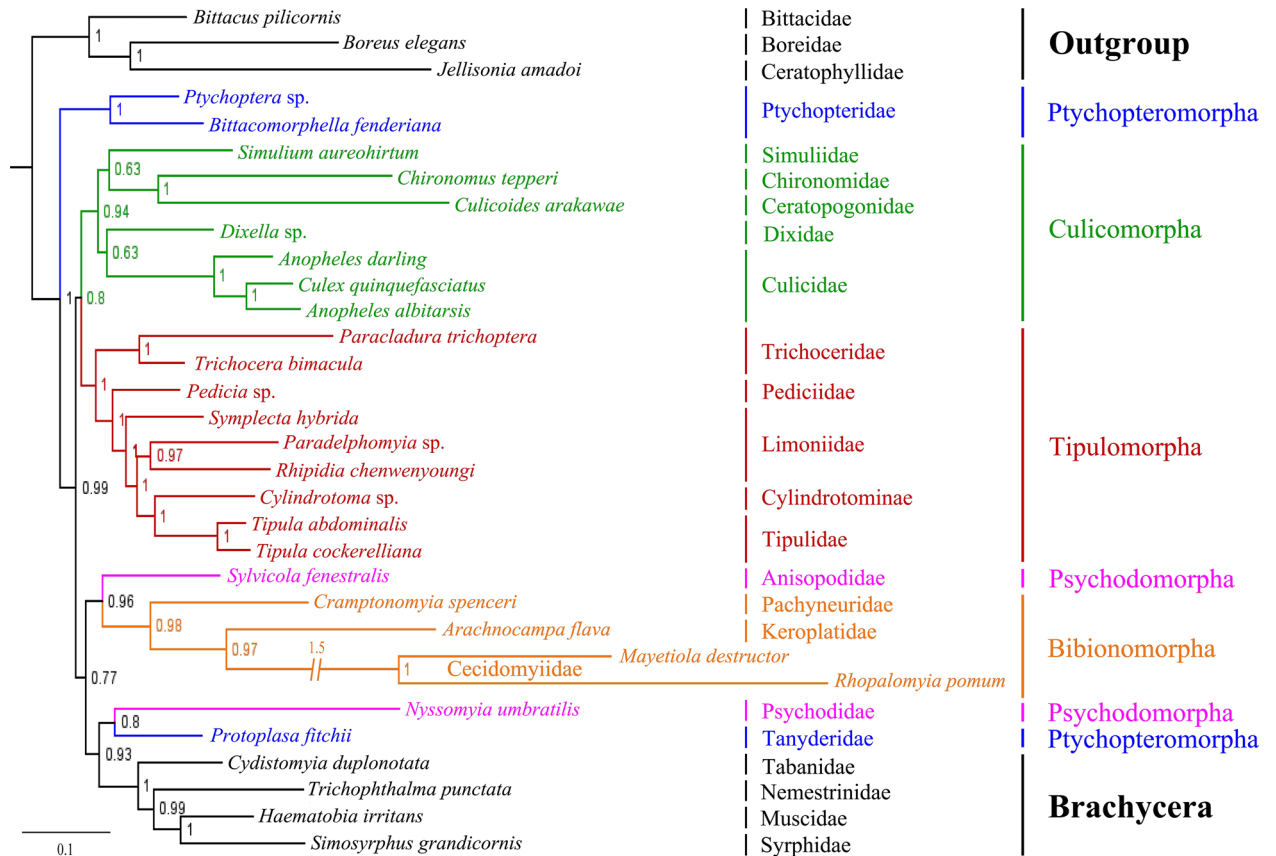 Bittacus pilicornis Bittacidae
Boreus elegans Boreidae Outgroup
1
1
Jellisonia amadoi Ceratophyllidae
Ptychoptera sp.
1 Ptychopteridae Ptychopteromorpha
Bittacomorphella fenderiana
Simulium aureohirtum Simuliidae
0.63
Chironomus tepperi Chironomidae
1
Culicoides arakawae Ceratopogonidae
0.94
Dixella sp. Dixidae Culicomorpha
0.63
Anopheles darling
1
Culex quinquefasciatus Culicidae
1
1 0.8
Anopheles albitarsis
Paracladura trichoptera
1 Trichoceridae
Trichocera bimacula
1
Pedicia sp. Pediciidae
1
Symplecta hybrida
Paradelphomyia sp. Limoniidae Tipulomorpha
1 0.97
Rhipidia chenwenyoungi
0.99 1
Cylindrotoma sp. Cylindrotominae
1
Tipula abdominalis
1 Tipulidae
Tipula cockerelliana
Sylvicola fenestralis Anisopodidae Psychodomorpha
0.96
Cramptonomyia spenceri Pachyneuridae
0.98
Arachnocampa flava Keroplatidae
0.97 1.5 Bibionomorpha
Mayetiola destructor
1 Cecidomyiidae
0.77
Rhopalomyia pomum
Nyssomyia umbratilis Psychodidae Psychodomorpha
0.8
Protoplasa fitchii Tanyderidae Ptychopteromorpha
0.93
Cydistomyia duplonotata Tabanidae
1
Trichophthalma punctata Nemestrinidae
0.99 Brachycera
Haematobia irritans Muscidae
1
Simosyrphus grandicornis Syrphidae
0.1